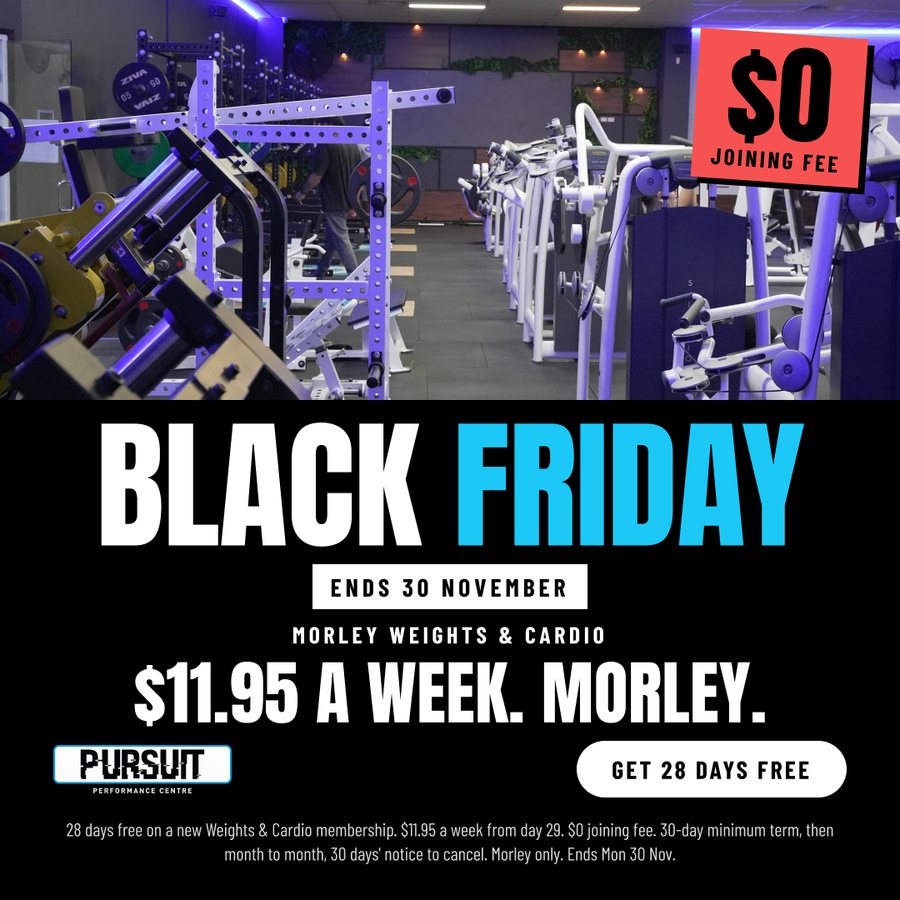 $0
JOINING FEE
ZIVA
BLACK FRIDAY
ENDS 30 NOVEMBER
MORLEY WEIGHTS & CARDIO
$11.95 A WEEK. MORLEY.
PURSUIT
PERFORMANCE CENTRE
GET 28 DAYS FREE
28 days free on a new Weights & Cardio membership. $11.95 a week from day 29. $0 joining fee. 30-day minimum term, then
month to month, 30 days' notice to cancel. Morley only. Ends Mon 30 Nov.